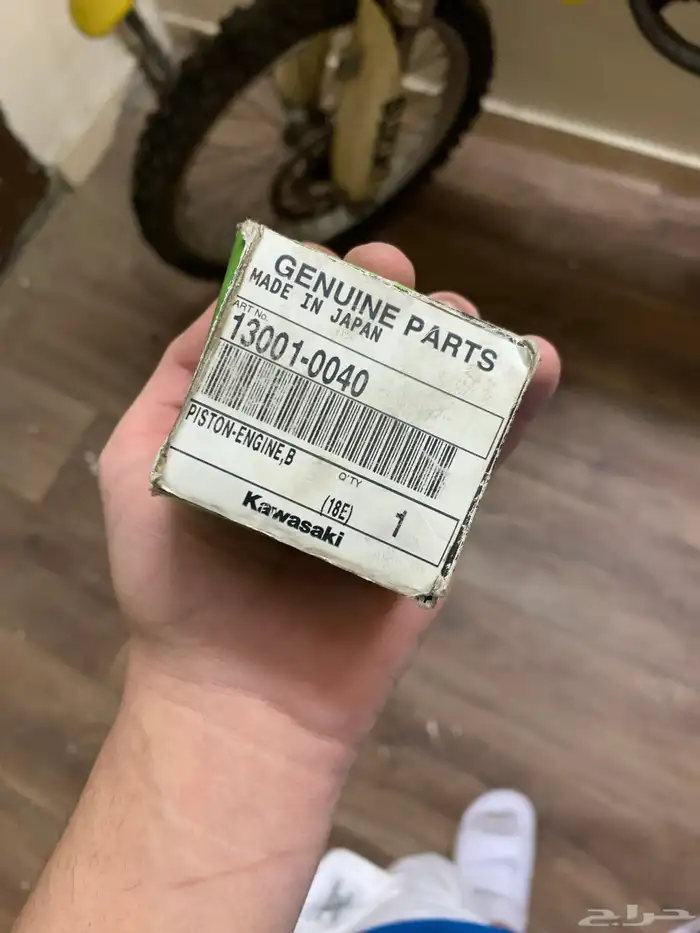 GENUINE PARTS
MADE IN JAPAN
ART No.
13001-0040
PISTON-ENGINE,B
Q'TY
(18E) 1
Kawasaki
حراج